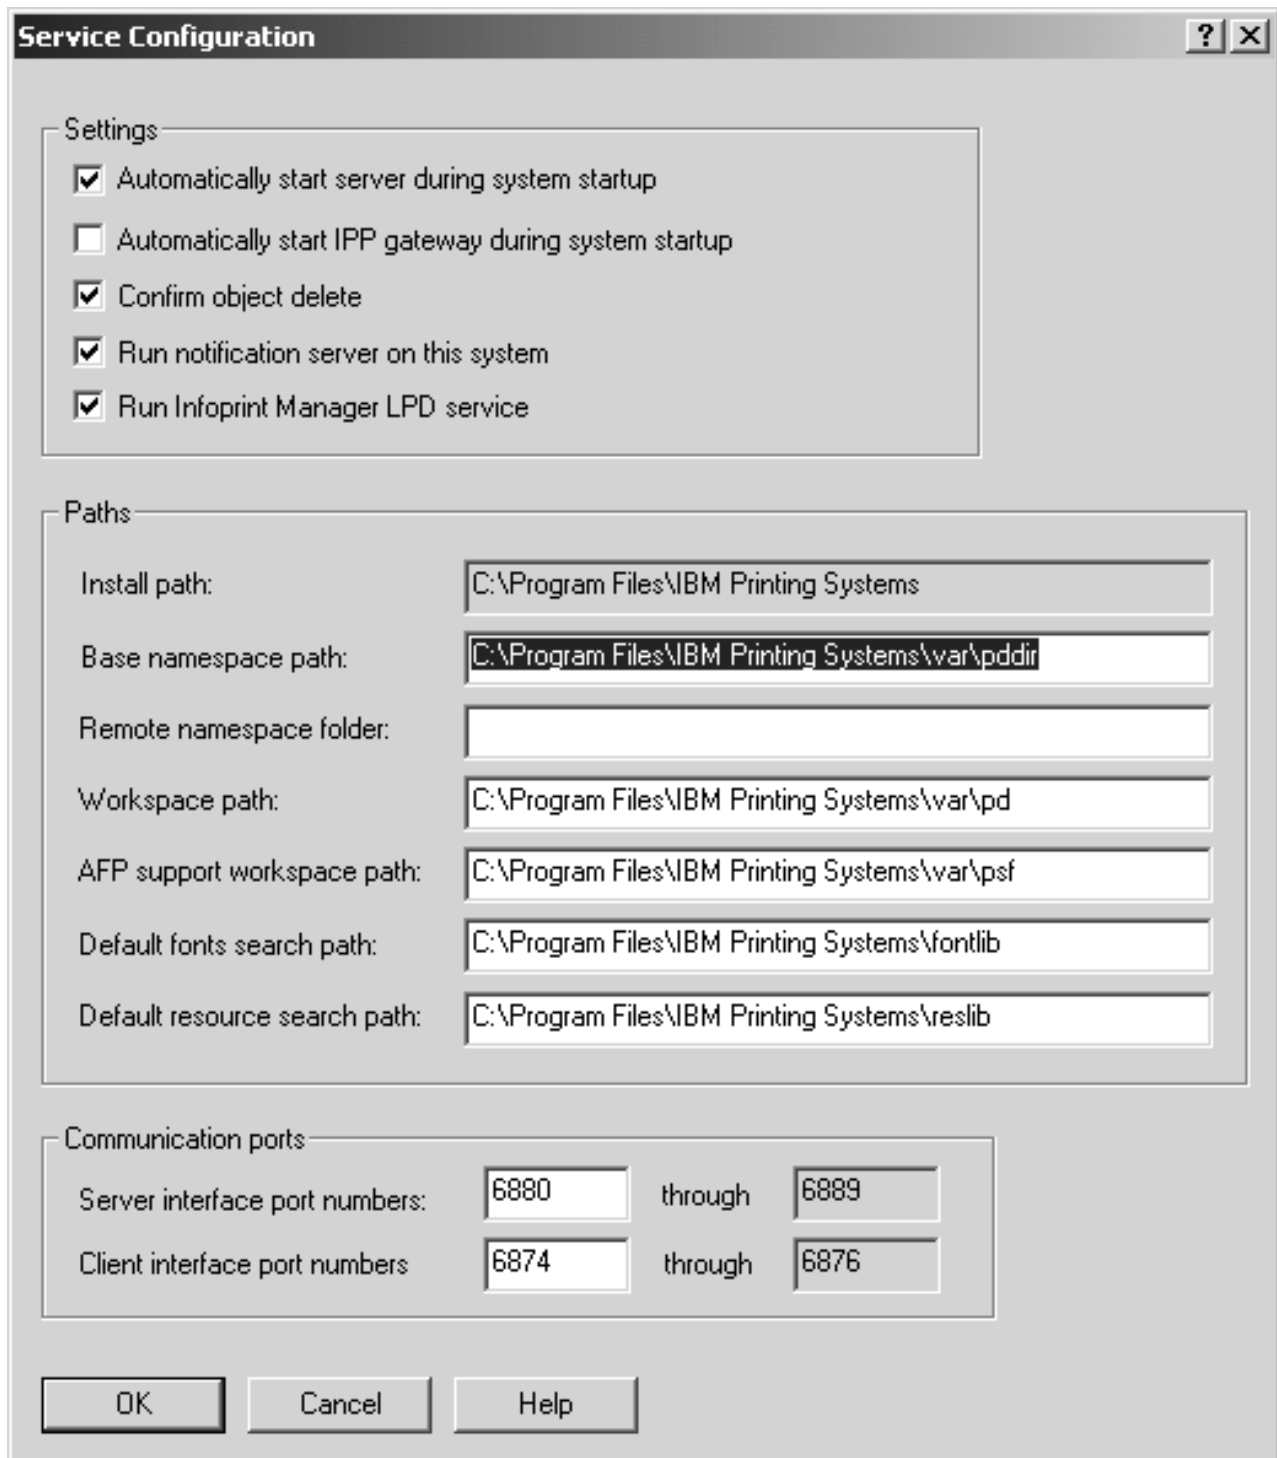 Service Configuration
Settings
Automatically start server during system startup
Automatically start IPP gateway during system startup
Confirm object delete
Run notification server on this system
Run Infoprint Manager LPD service
Paths
Install path: C:\Program Files\IBM Printing Systems
Base namespace path: C:\Program Files\IBM Printing Systems\var\pddir
Remote namespace folder:
Workspace path: C:\Program Files\IBM Printing Systems\var\pd
AFP support workspace path: C:\Program Files\IBM Printing Systems\var\psf
Default fonts search path: C:\Program Files\IBM Printing Systems\fontlib
Default resource search path: C:\Program Files\IBM Printing Systems\reslib
Communication ports
Server interface port numbers: 6880 through 6889
Client interface port numbers 6874 through 6876
OK Cancel Help